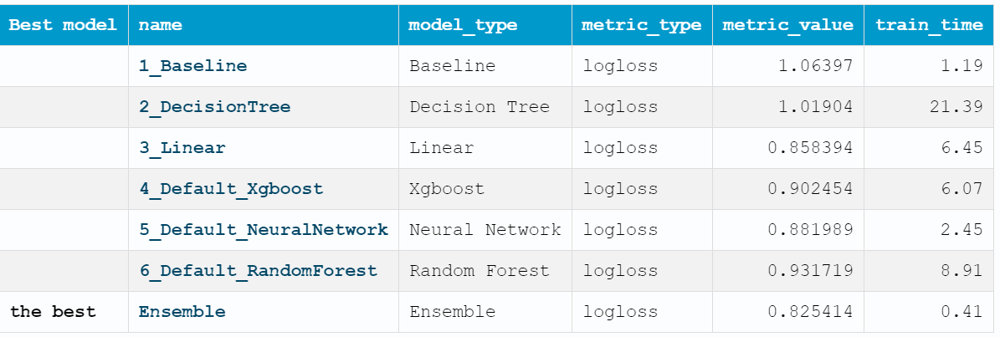 Best model name model_type metric_type metric_value train_time
1_Baseline Baseline logloss 1.06397 1.19
2_DecisionTree Decision Tree logloss 1.01904 21.39
3_Linear Linear logloss 0.858394 6.45
4_Default_Xgboost Xgboost logloss 0.902454 6.07
5_Default_NeuralNetwork Neural Network logloss 0.881989 2.45
6_Default_RandomForest Random Forest logloss 0.931719 8.91
the best Ensemble Ensemble logloss 0.825414 0.41